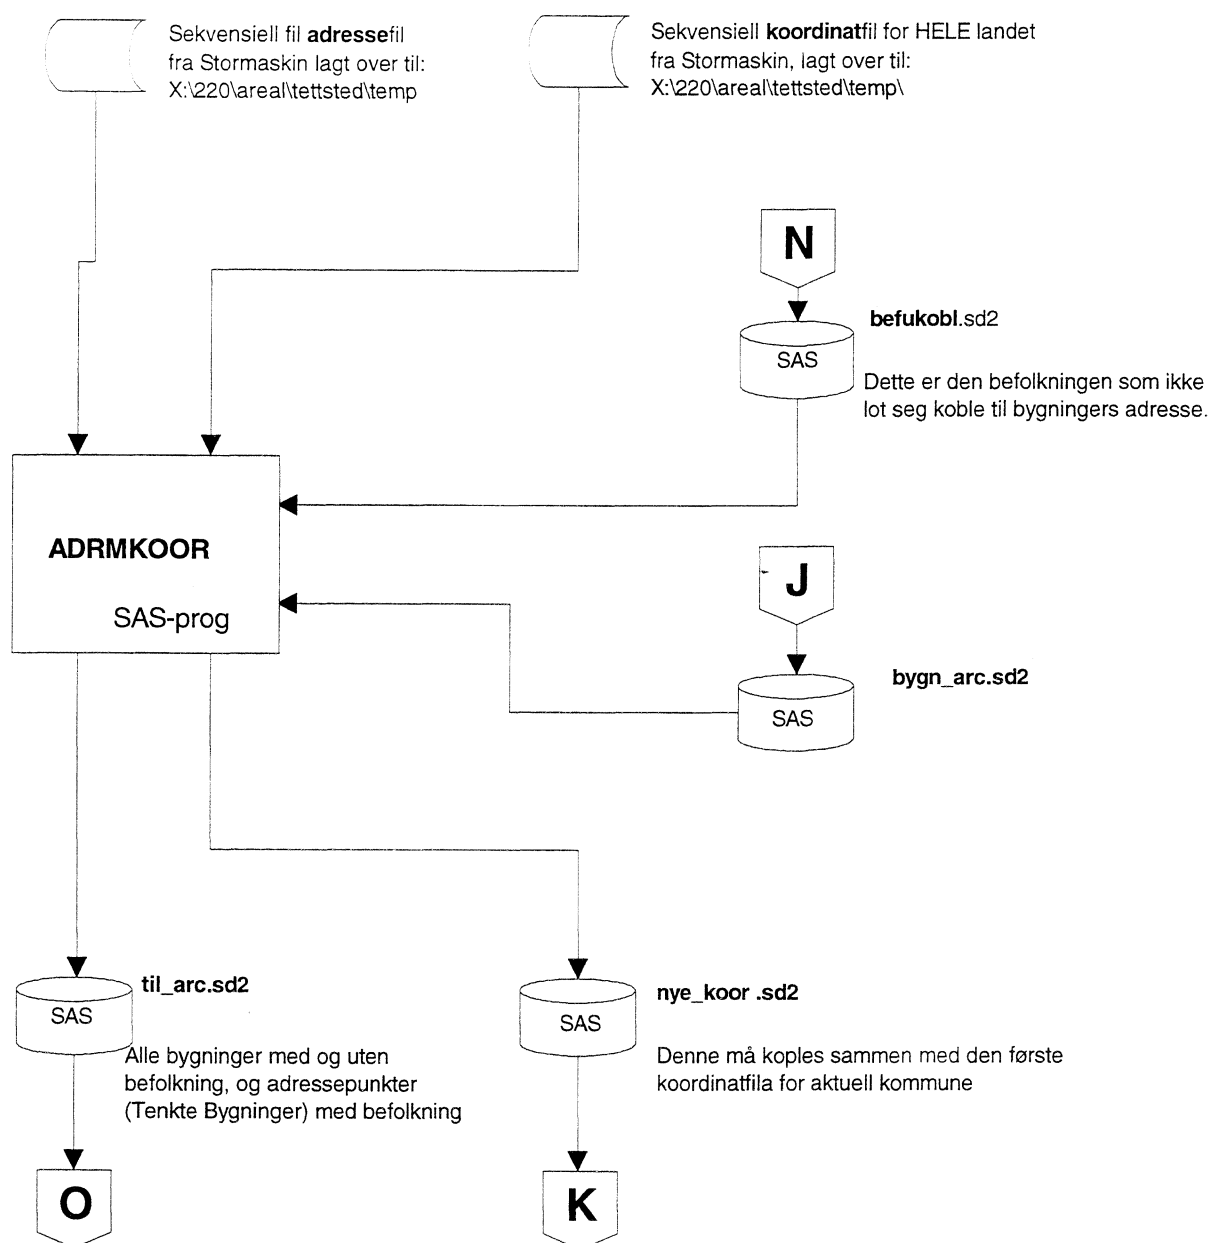 Sekvensiell fil adressefil
fra Stormaskin lagt over til:
X:\220\areal\tettsted\temp
Sekvensiell koordinatfil for HELE landet
fra Stormaskin, lagt over til:
X:\220\areal\tettsted\temp\
N
befukobl.sd2
SAS
Dette er den befolkningen som ikke
lot seg koble til bygningers adresse.
ADRMKOOR
SAS-prog
J
bygn_arc.sd2
SAS
til_arc.sd2
SAS
Alle bygninger med og uten
befolkning, og adressepunkter
(Tenkte Bygninger) med befolkning
O
nye_koor .sd2
SAS
Denne må koples sammen med den første
koordinatfila for aktuell kommune
K